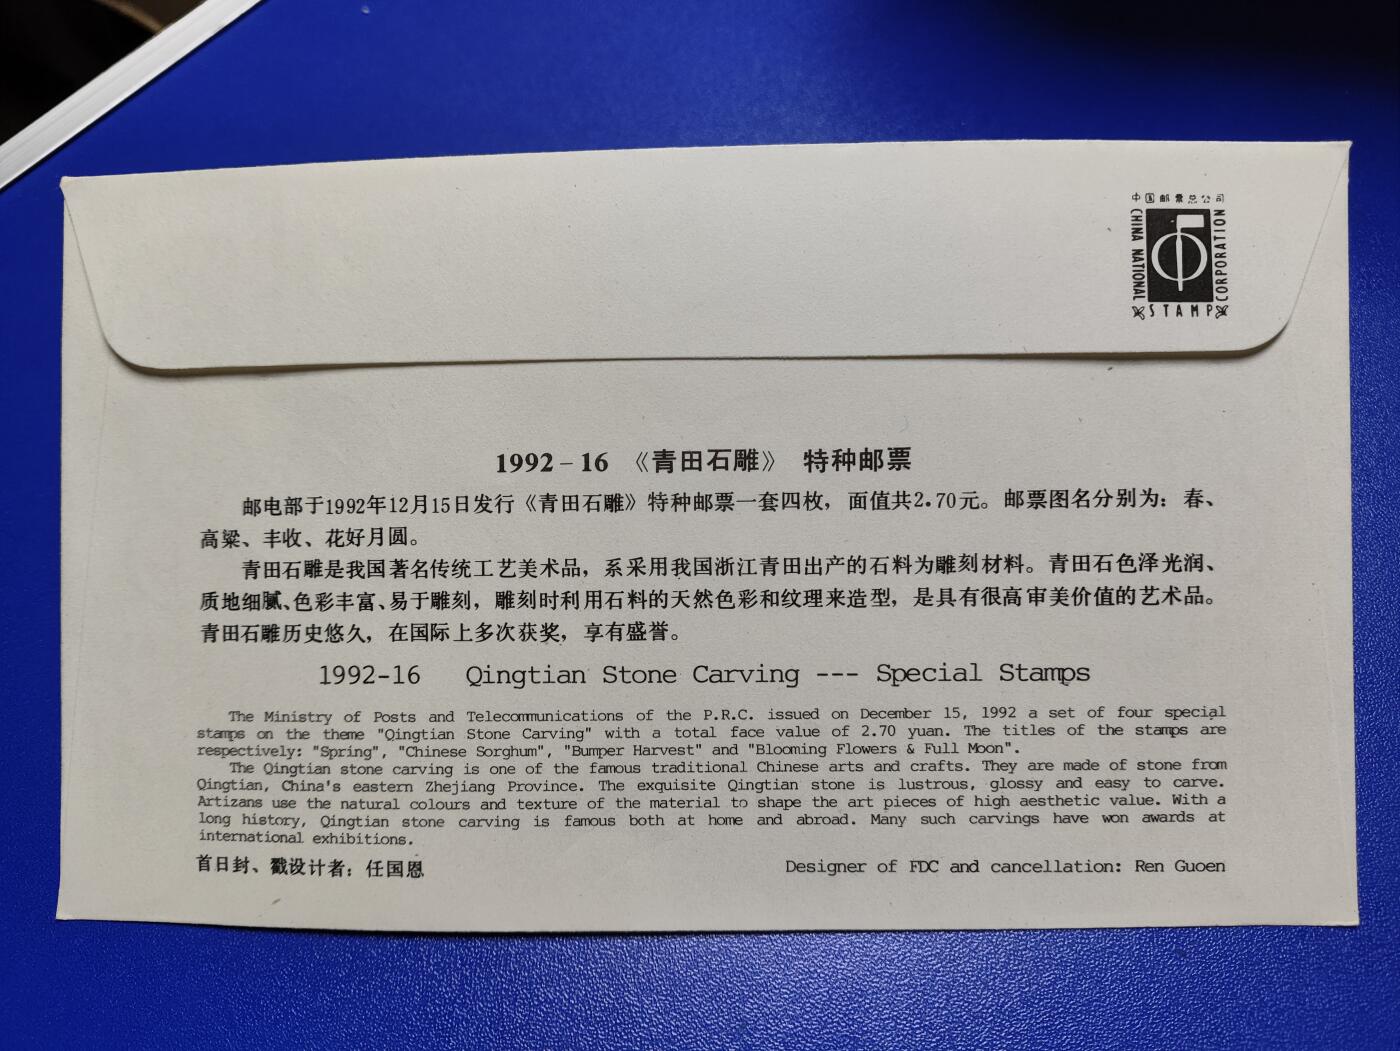 中国邮票总公司
CHINA NATIONAL
STAMP
CORPORATION
1992-16 《青田石雕》 特种邮票
邮电部于1992年12月15日发行《青田石雕》特种邮票一套四枚，面值共2.70元。邮票图名分别为：春、
高粱、丰收、花好月圆。
青田石雕是我国著名传统工艺美术品，系采用我国浙江青田出产的石料为雕刻材料。青田石色泽光润、
质地细腻、色彩丰富、易于雕刻，雕刻时利用石料的天然色彩和纹理来造型，是具有很高审美价值的艺术品。
青田石雕历史悠久，在国际上多次获奖，享有盛誉。
1992-16 Qingtian Stone Carving --- Special Stamps
The Ministry of Posts and Telecommunications of the P.R.C. issued on December 15, 1992 a set of four special
stamps on the theme "Qingtian Stone Carving" with a total face value of 2.70 yuan. The titles of the stamps are
respectively: "Spring", "Chinese Sorghum", "Bumper Harvest" and "Blooming Flowers & Full Moon".
The Qingtian stone carving is one of the famous traditional Chinese arts and crafts. They are made of stone from
Qingtian, China's eastern Zhejiang Province. The exquisite Qingtian stone is lustrous, glossy and easy to carve.
Artizans use the natural colours and texture of the material to shape the art pieces of high aesthetic value. With a
long history, Qingtian stone carving is famous both at home and abroad. Many such carvings have won awards at
international exhibitions.
首日封、戳设计者：任国恩
Designer of FDC and cancellation: Ren Guoen